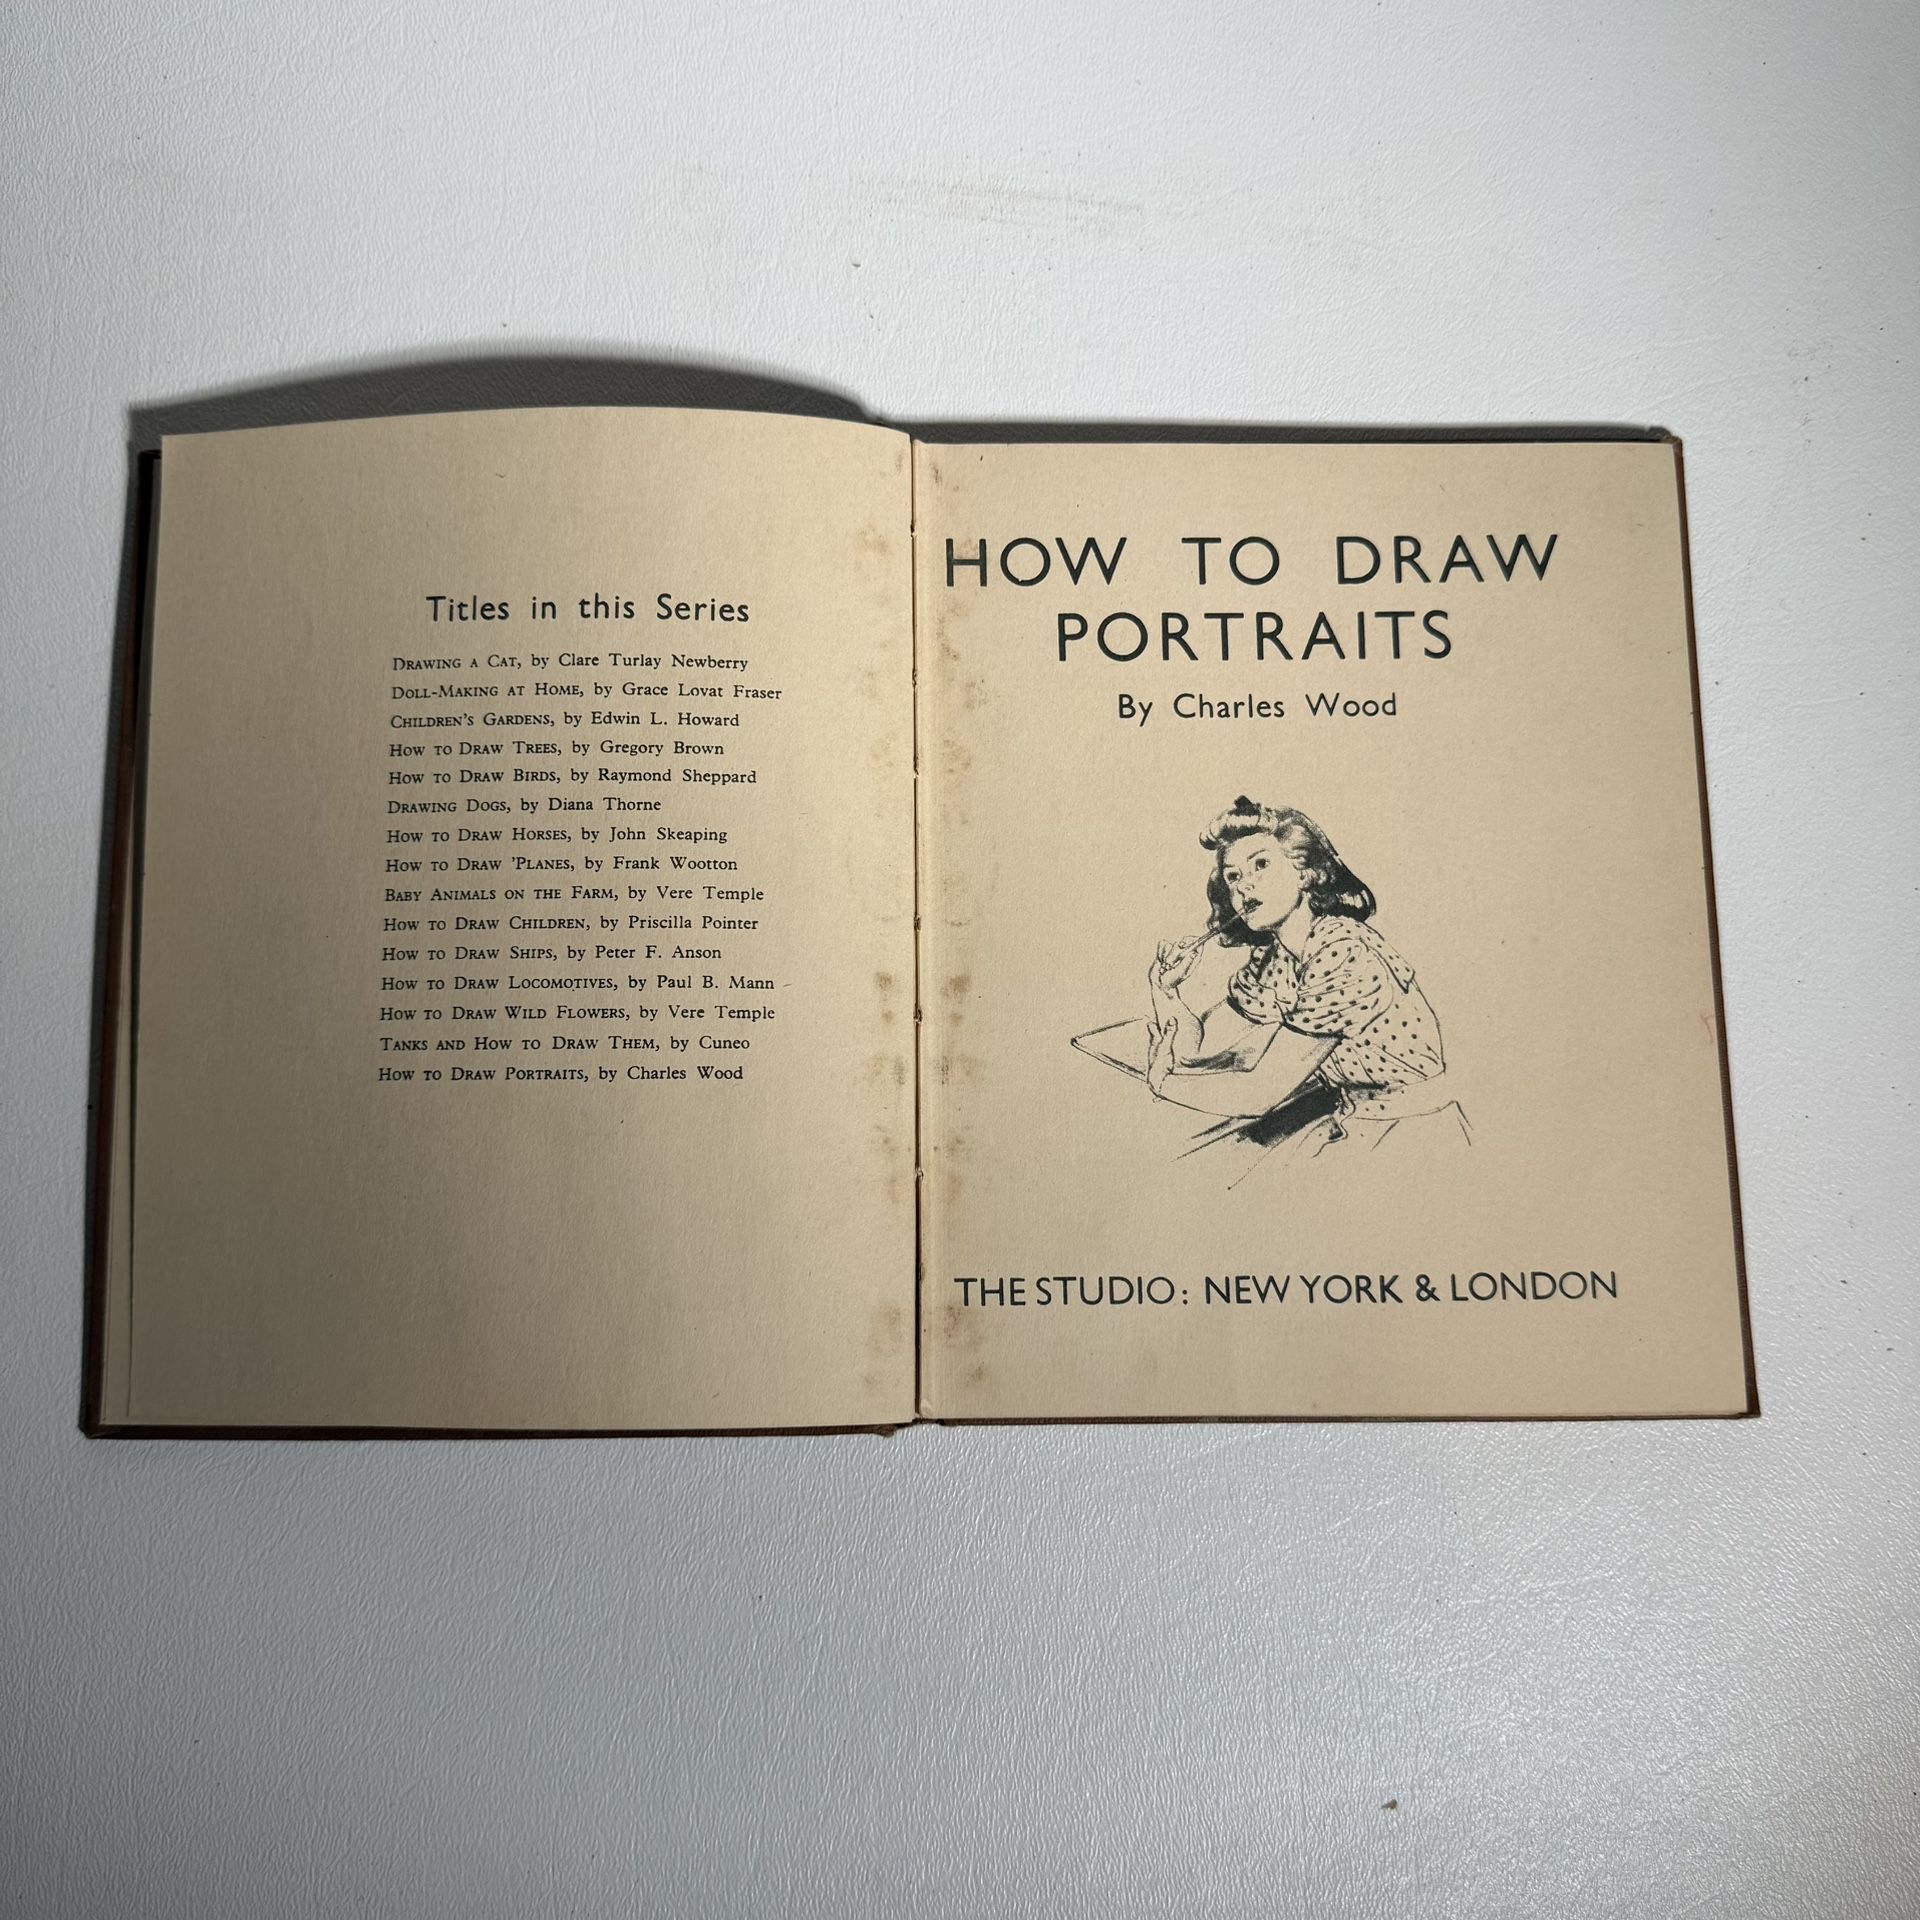 Titles in this Series
DRAWING A CAT, by Clare Turlay Newberry
DOLL-MAKING AT HOME, by Grace Lovat Fraser
CHILDREN'S GARDENS, by Edwin L. Howard
HOW TO DRAW TREES, by Gregory Brown
HOW TO DRAW BIRDS, by Raymond Sheppard
DRAWING DOGS, by Diana Thorne
HOW TO DRAW HORSES, by John Skeaping
HOW TO DRAW 'PLANES, by Frank Wootton
BABY ANIMALS ON THE FARM, by Vere Temple
HOW TO DRAW CHILDREN, by Priscilla Pointer
HOW TO DRAW SHIPS, by Peter F. Anson
HOW TO DRAW LOCOMOTIVES, by Paul B. Mann
HOW TO DRAW WILD FLOWERS, by Vere Temple
TANKS AND HOW TO DRAW THEM, by Cuneo
HOW TO DRAW PORTRAITS, by Charles Wood
HOW TO DRAW
PORTRAITS
By Charles Wood
THE STUDIO: NEW YORK & LONDON